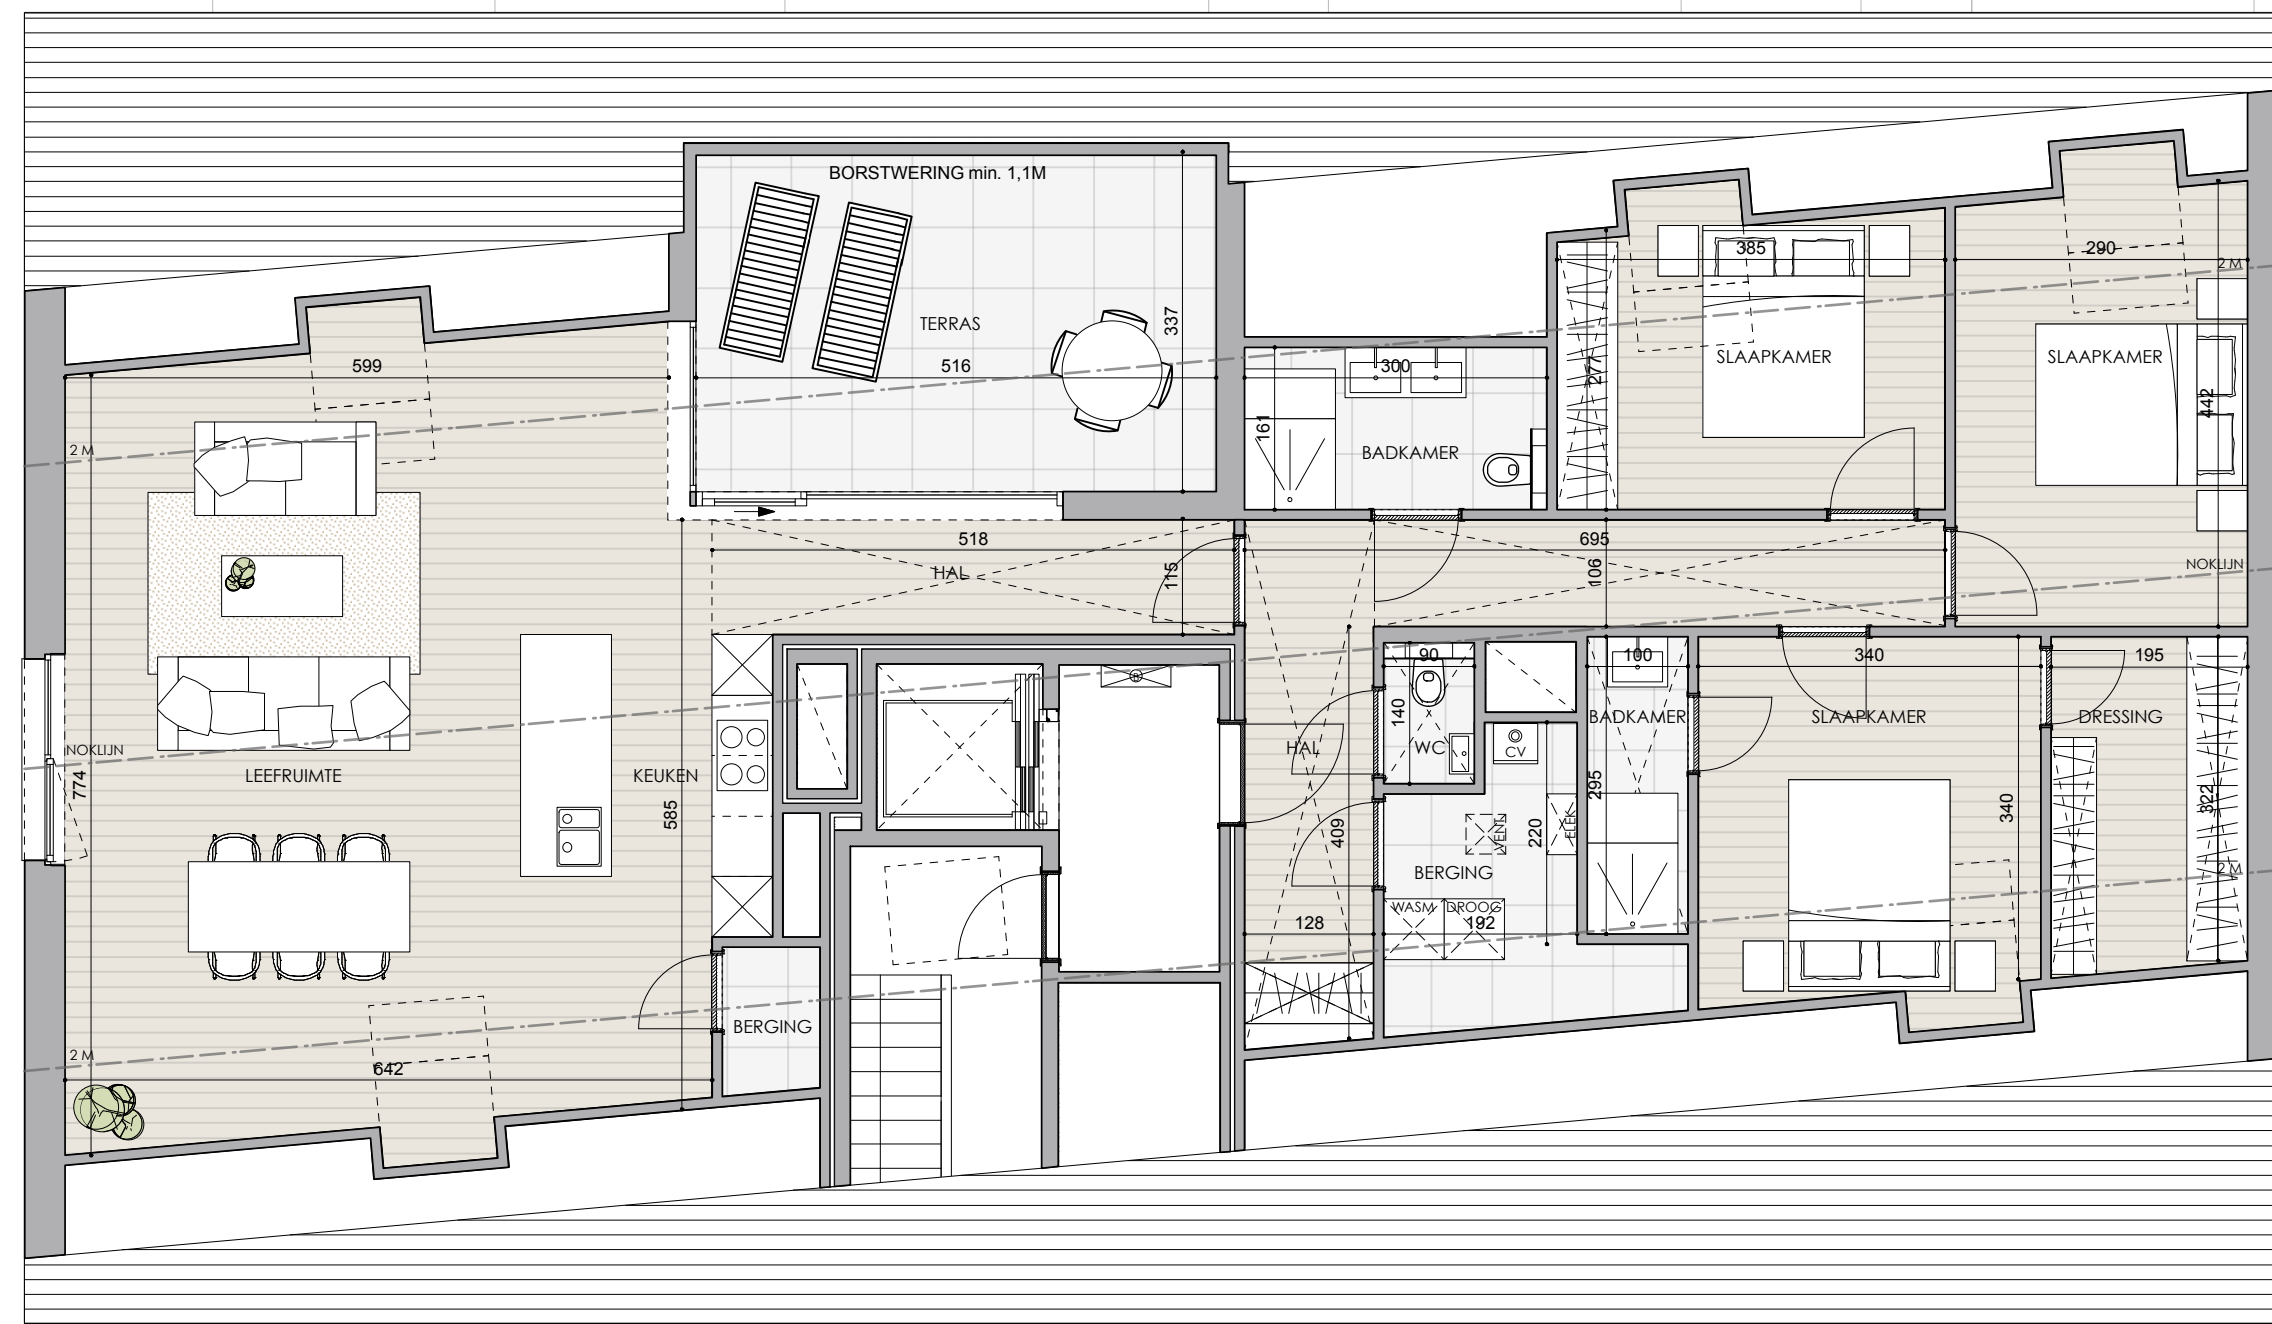 BORSTWERING min. 1,1M
TERRAS
337
516
599
2 M
385
290
2 M
SLAAPKAMER
SLAAPKAMER
277
442
300
161
BADKAMER
518
HAL
115
695
106
NOKLIJN
NOKLIJN
774
LEEFRUIMTE
KEUKEN
585
90
140
WC
HAL
409
128
CV
100
BADKAMER
295
340
SLAAPKAMER
340
195
DRESSING
322
2 M
VENT
220
ELEK
BERGING
WASM
DROOG
192
BERGING
2 M
642